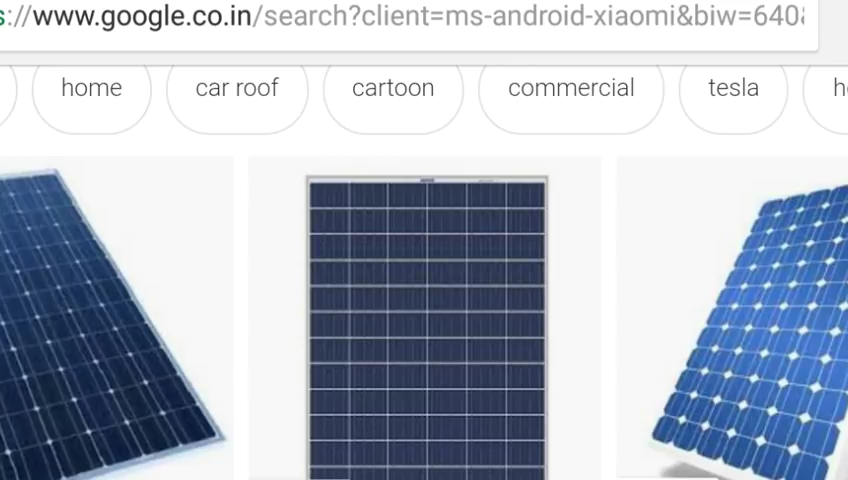 s://www.google.co.in/search?client=ms-android-xiaomi&biw=640&
home car roof cartoon commercial tesla